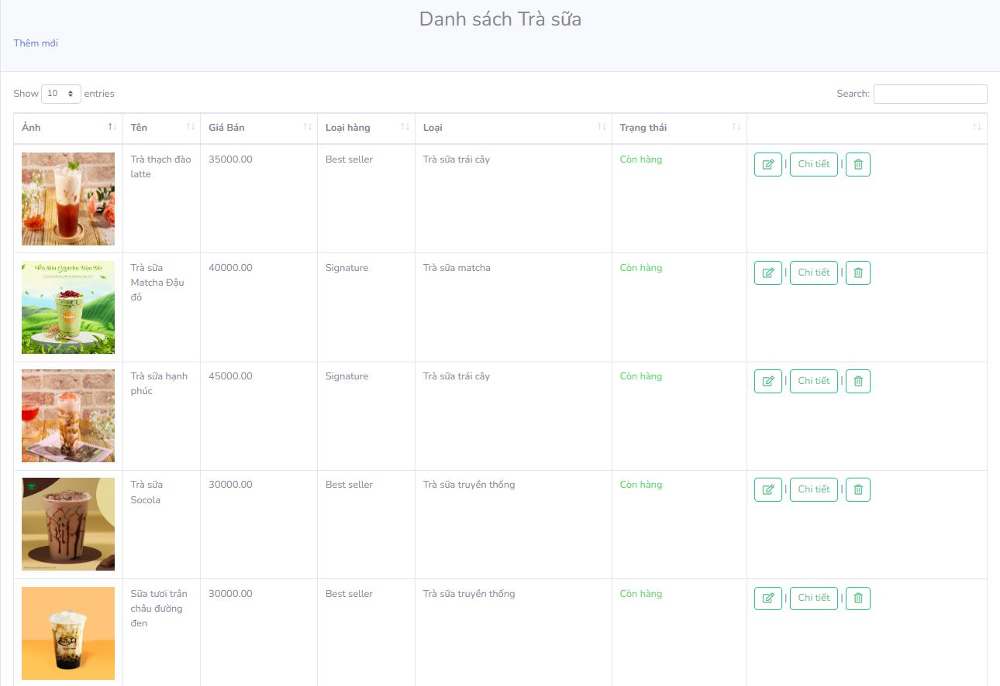 Danh sách Trà sữa
Thêm mới
Show 10 entries
Search:
Ảnh Tên Giá Bán Loại hàng Loại Trạng thái
Trà thạch đào 35000.00 Best seller Trà sữa trái cây Còn hàng | Chi tiết |
latte
Trà Sữa Matcha Đậu Đỏ
Trà sữa 40000.00 Signature Trà sữa matcha Còn hàng | Chi tiết |
Matcha Đậu
đỏ
Trà sữa hạnh 45000.00 Signature Trà sữa trái cây Còn hàng | Chi tiết |
phúc
Trà sữa 30000.00 Best seller Trà sữa truyền thống Còn hàng | Chi tiết |
Socola
Sữa tươi trân 30000.00 Best seller Trà sữa truyền thống Còn hàng | Chi tiết |
châu đường
đen